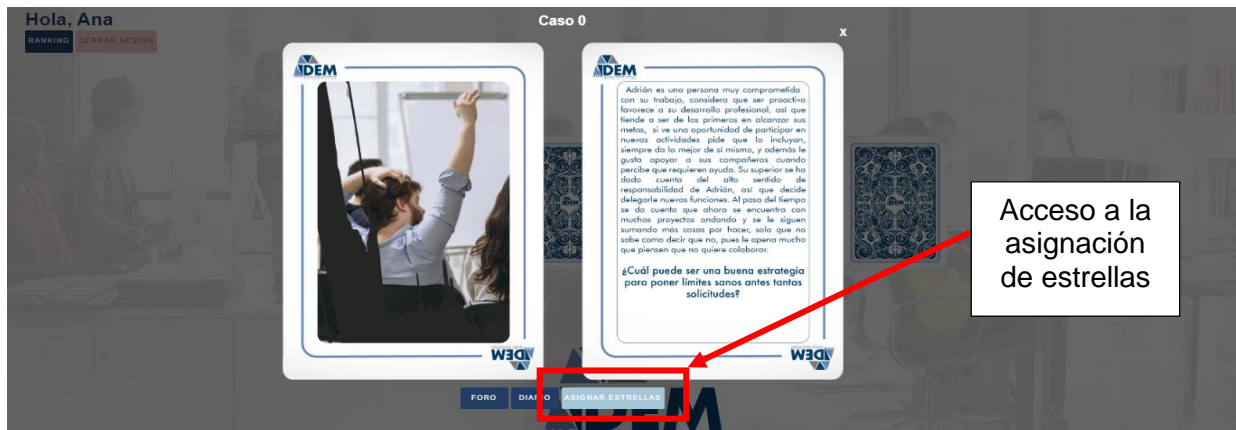 Hola, Ana
RANKING
CERRAR SESIÓN
Caso 0
x
ADEM
ADEM
ADEM
Adrián es una persona muy comprometida
con su trabajo, considera que ser proactivo
favorece a su desarrollo profesional, así que
tiende a ser de los primeros en alcanzar sus
metas, si ve una oportunidad de participar en
nuevas actividades pide que lo incluyan,
siempre da lo mejor de sí mismo, y además le
gusta apoyar a sus compañeros cuando
percibe que requieren ayuda. Su superior se ha
dado cuenta del alto sentido de
responsabilidad de Adrián, así que decide
delegarle nuevas funciones. Al paso del tiempo
se da cuenta que ahora se encuentra con
muchos proyectos andando y se le siguen
sumando más cosas por hacer, solo que no
sabe como decir que no, pues le apena mucho
que piensen que no quiere colaborar.
¿Cuál puede ser una buena estrategia
para poner límites sanos antes tantas
solicitudes?
ADEM
FORO
DIARIO
ASIGNAR ESTRELLAS
ADEM
Acceso a la
asignación
de estrellas